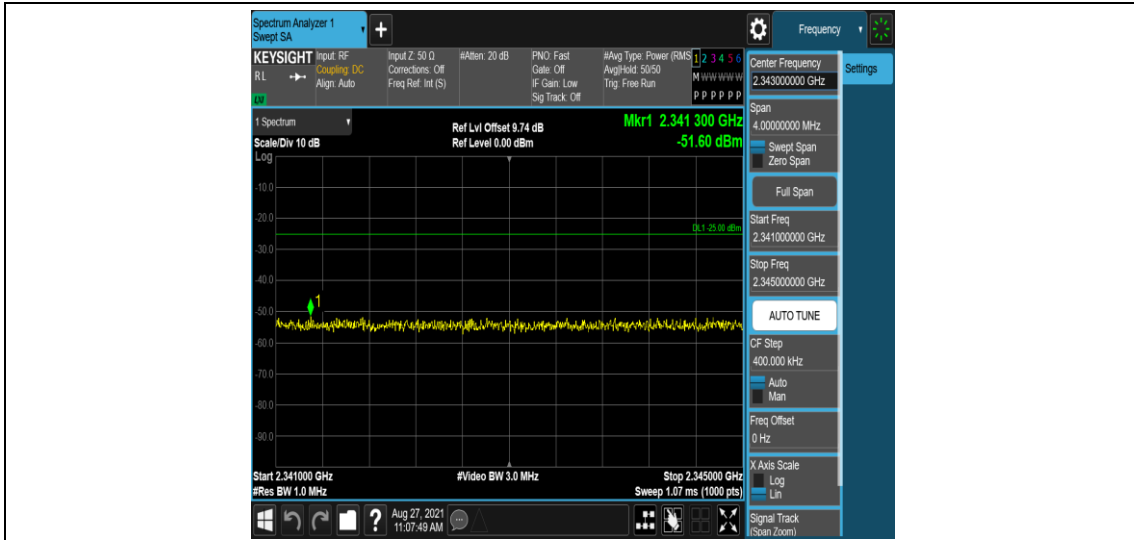 Spectrum Analyzer 1
Swept SA
+
Frequency
KEYSIGHT
R L
Input: RF
Coupling: DC
Align: Auto
Input Z: 50 Ω
Corrections: Off
Freq Ref: Int (S)
#Atten: 20 dB
PNO: Fast
Gate: Off
IF Gain: Low
Sig Track: Off
#Avg Type: Power (RMS
Avg|Hold: 50/50
Trig: Free Run
1 2 3 4 5 6
M W W W W W
P P P P P P
1 Spectrum
Scale/Div 10 dB
Log
Ref Lvl Offset 9.74 dB
Ref Level 0.00 dBm
Mkr1 2.341 300 GHz
-51.60 dBm
-10.0
-20.0
DL1 -25.00 dBm
-30.0
-40.0
1
-50.0
-60.0
-70.0
-80.0
-90.0
Start 2.341000 GHz
#Res BW 1.0 MHz
#Video BW 3.0 MHz
Stop 2.345000 GHz
Sweep 1.07 ms (1000 pts)
?
Aug 27, 2021
11:07:49 AM
Center Frequency
2.343000000 GHz
Settings
Span
4.00000000 MHz
Swept Span
Zero Span
Full Span
Start Freq
2.341000000 GHz
Stop Freq
2.345000000 GHz
AUTO TUNE
CF Step
400.000 kHz
Auto
Man
Freq Offset
0 Hz
X Axis Scale
Log
Lin
Signal Track
(Span Zoom)